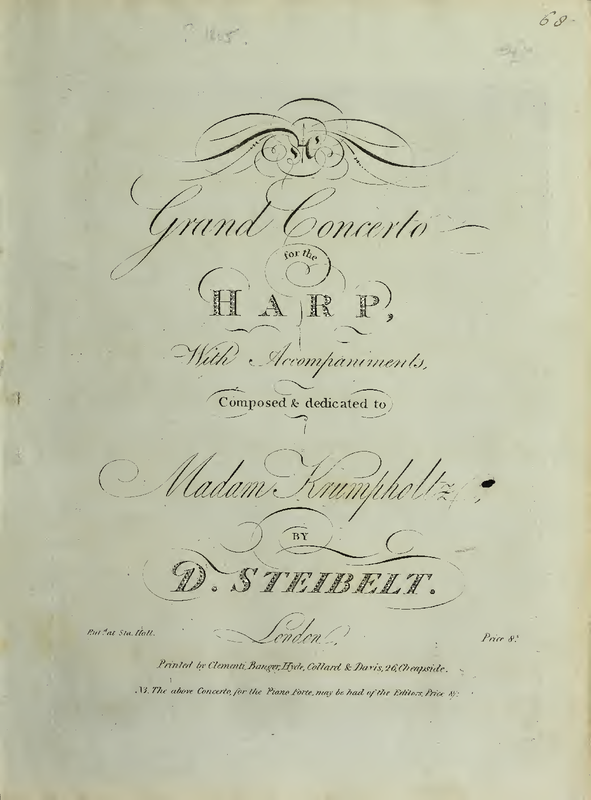 68
? 1805.
A
Grand Concerto
for the
HARP,
With Accompaniments,
Composed & dedicated to
Madam Krumpholtz,
BY
D. STEIBELT.
Ent.d at Sta. Hall.
London.
Price 8s.
Printed by Clementi, Banger, Hyde, Collard & Davis, 26, Cheapside.
NB. The above Concerto, for the Piano Forte, may be had of the Editors, Price 8s.